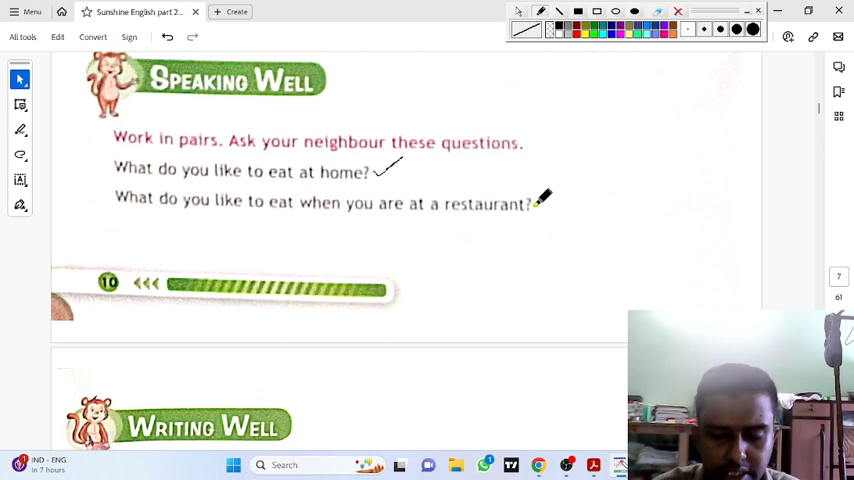 Menu
Sunshine English part 2...
Create
All tools
Edit
Convert
Sign
SPEAKING WELL
Work in pairs. Ask your neighbour these questions.
What do you like to eat at home?
What do you like to eat when you are at a restaurant?
10
7
61
WRITING WELL
1
IND - ENG
in 7 hours
Search
1